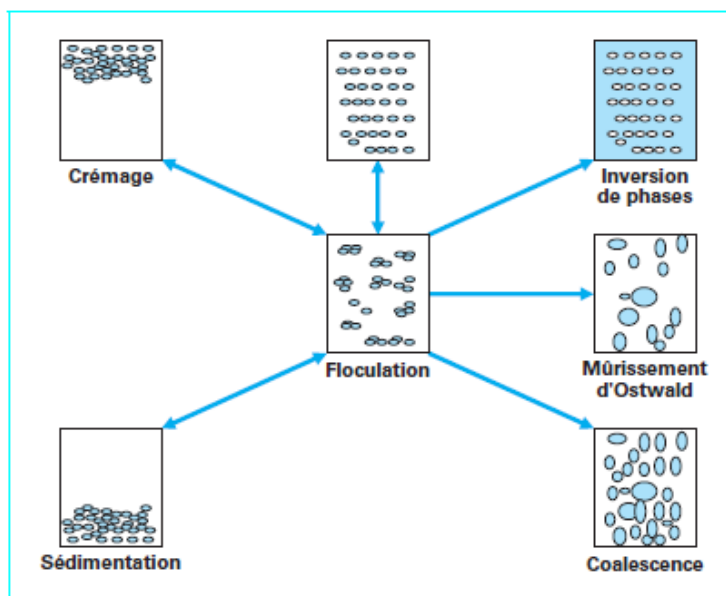 Crémage
Inversion
de phases
Floculation
Mûrissement
d'Ostwald
Sédimentation
Coalescence